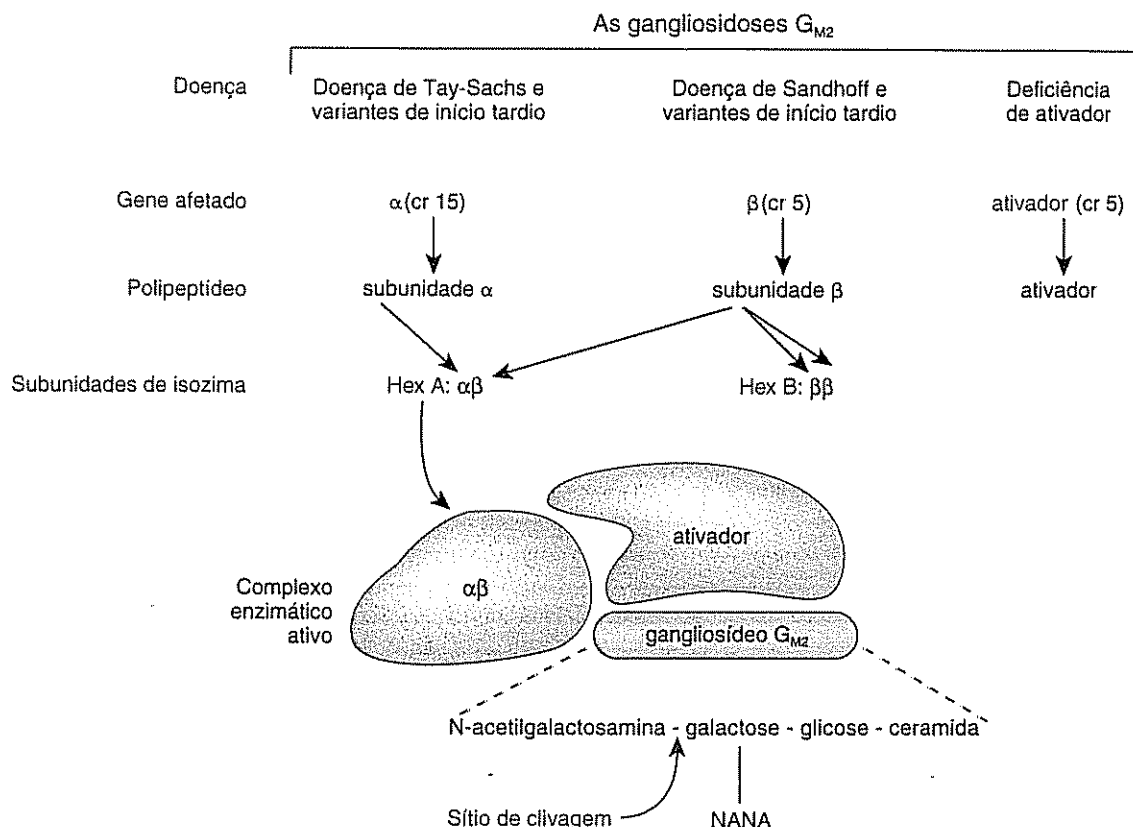 As gangliosidoses G_M2
Doença
Doença de Tay-Sachs e
variantes de início tardio
Doença de Sandhoff e
variantes de início tardio
Deficiência
de ativador
Gene afetado
α(cr 15)
β(cr 5)
ativador (cr 5)
Polipeptídeo
subunidade α
subunidade β
ativador
Subunidades de isozima
Hex A: αβ
Hex B: ββ
Complexo
enzimático
ativo
αβ
ativador
gangliosídeo G_M2
N-acetilgalactosamina - galactose - glicose - ceramida
Sítio de clivagem
NANA